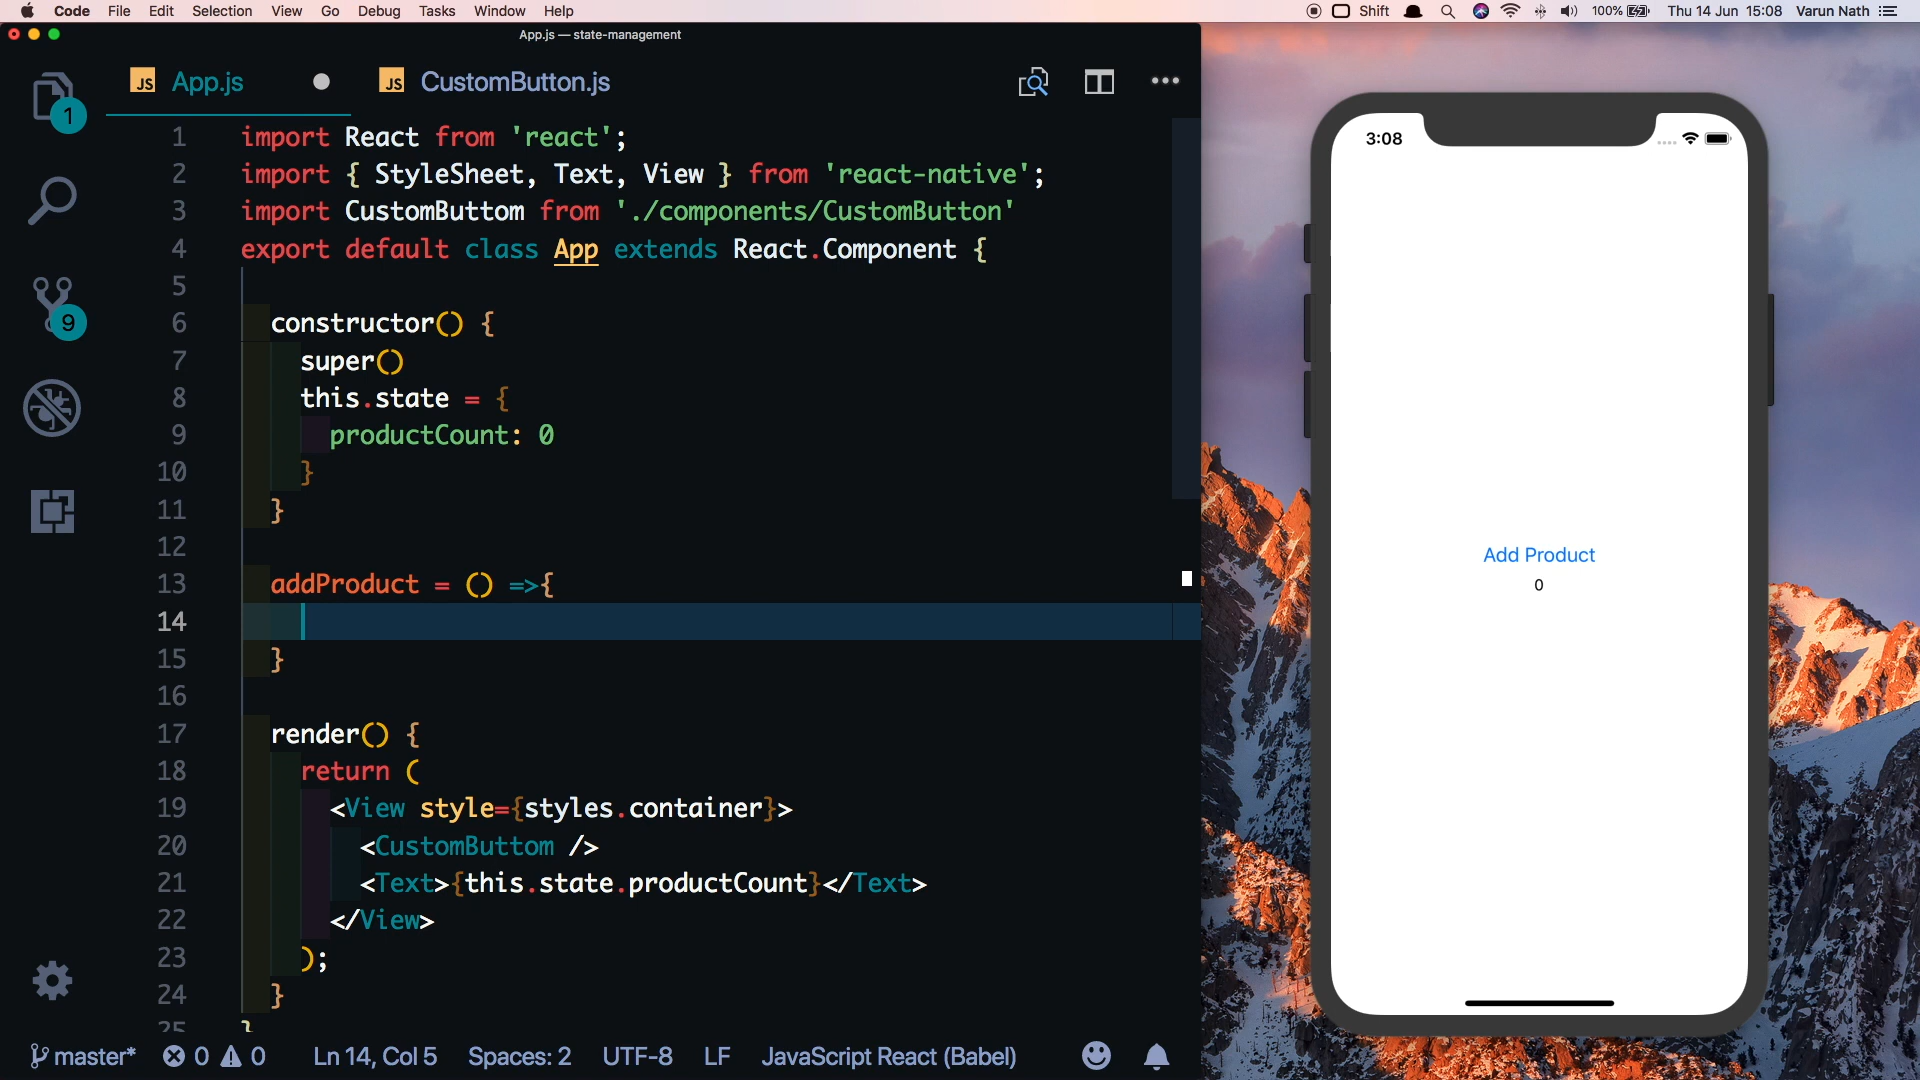 Code File Edit Selection View Go Debug Tasks Window Help Shift 100% Thu 14 Jun 15:08 Varun Nath
App.js — state-management
JS App.js JS CustomButton.js
1 import React from 'react';
2 import { StyleSheet, Text, View } from 'react-native';
3 import CustomButtom from './components/CustomButton'
4 export default class App extends React.Component {
5
6 constructor() {
7 super()
8 this.state = {
9 productCount: 0
10 }
11 }
12
13 addProduct = () =>{
14
15 }
16
17 render() {
18 return (
19 <View style={styles.container}>
20 <CustomButtom />
21 <Text>{this.state.productCount}</Text>
22 </View>
23 );
24 }
25 }
1
9
master* 0 0 Ln 14, Col 5 Spaces: 2 UTF-8 LF JavaScript React (Babel)
3:08
Add Product
0